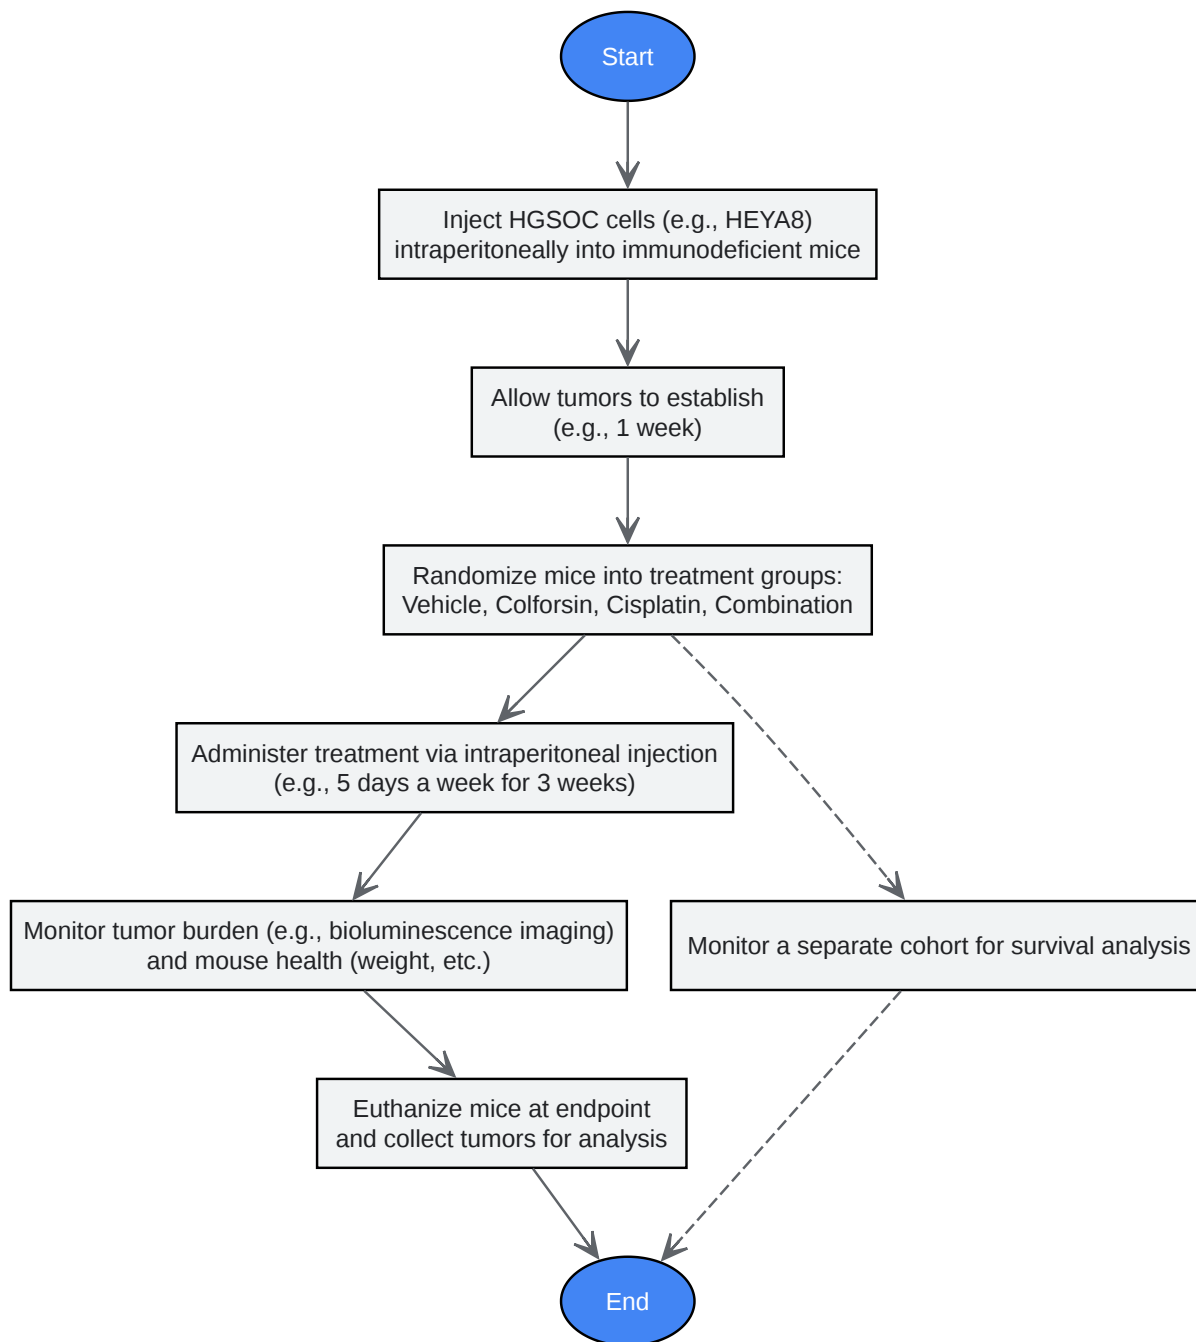 Start
Inject HGSOC cells (e.g., HEYA8)
intraperitoneally into immunodeficient mice
Allow tumors to establish
(e.g., 1 week)
Randomize mice into treatment groups:
Vehicle, Colforsin, Cisplatin, Combination
Administer treatment via intraperitoneal injection
(e.g., 5 days a week for 3 weeks)
Monitor tumor burden (e.g., bioluminescence imaging)
and mouse health (weight, etc.)
Monitor a separate cohort for survival analysis
Euthanize mice at endpoint
and collect tumors for analysis
End